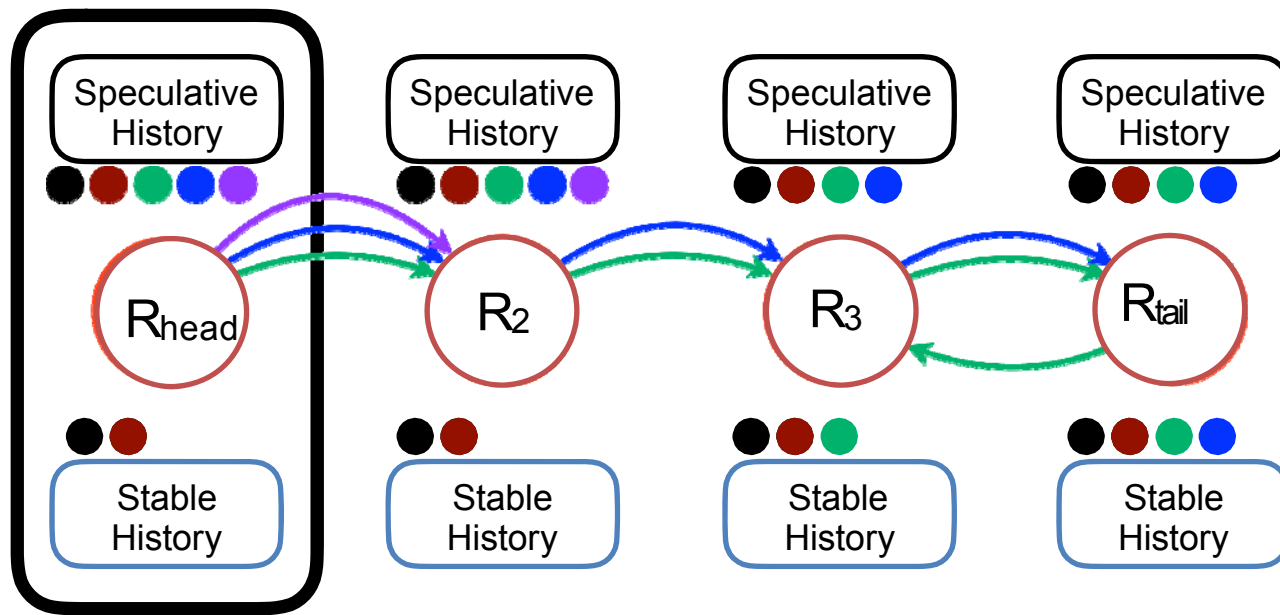 Speculative
History
Speculative
History
Speculative
History
Speculative
History
Rhead
R2
R3
Rtail
Stable
History
Stable
History
Stable
History
Stable
History